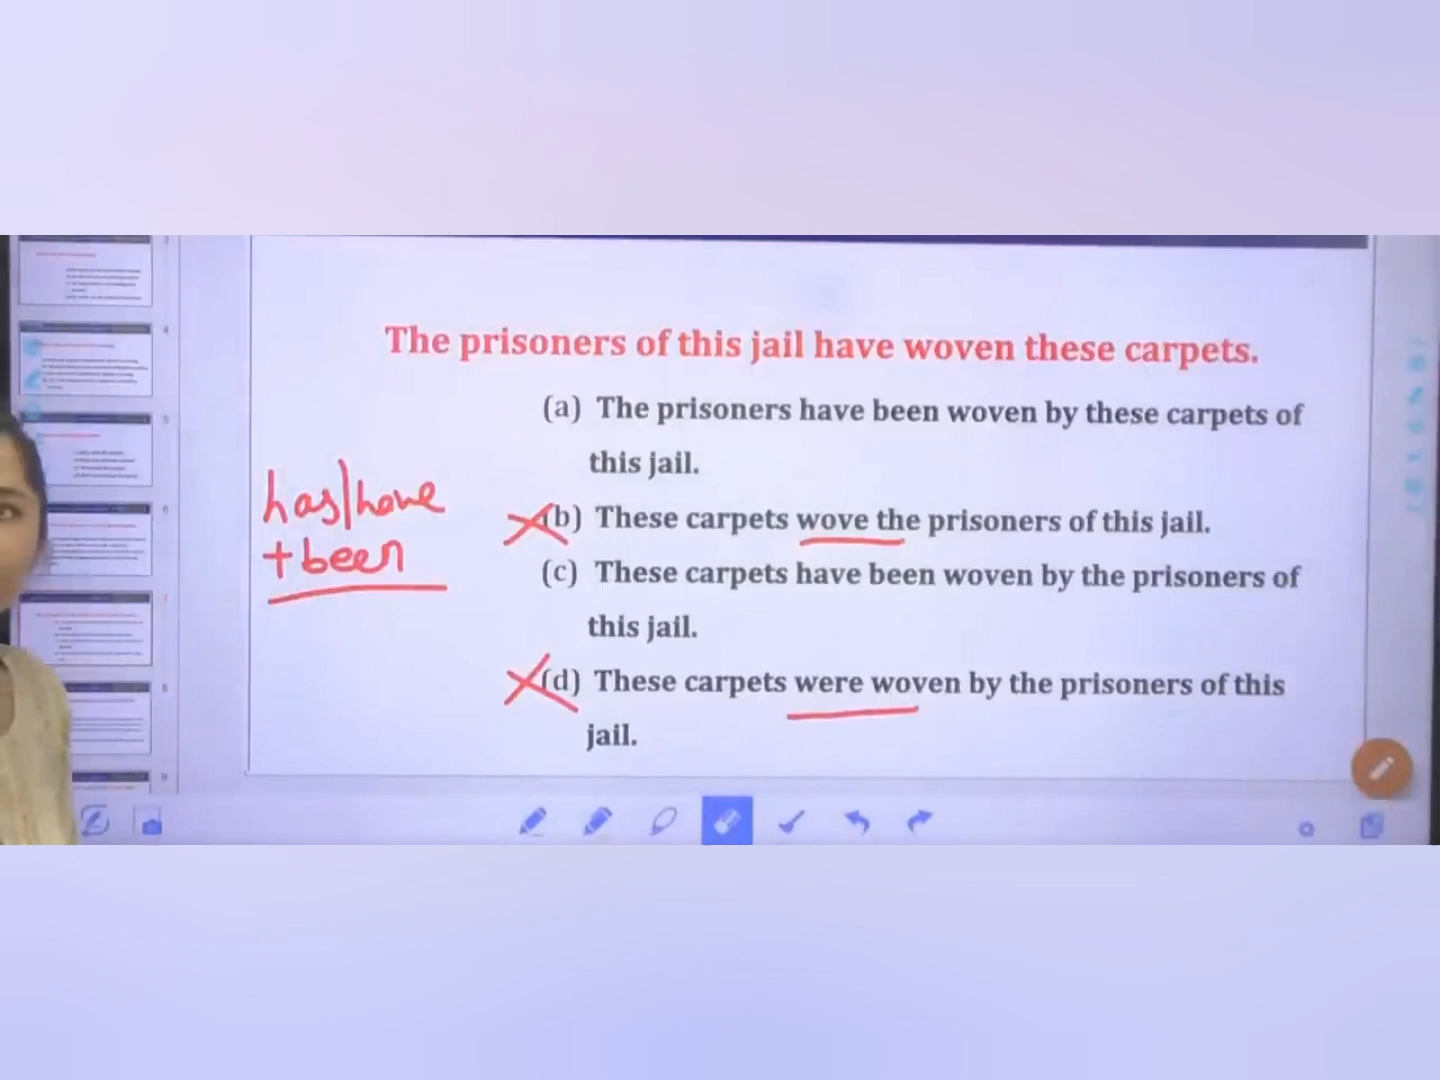 The prisoners of this jail have woven these carpets.
(a) The prisoners have been woven by these carpets of
this jail.
has/have
+been
(b) These carpets wove the prisoners of this jail.
(c) These carpets have been woven by the prisoners of
this jail.
(d) These carpets were woven by the prisoners of this
jail.